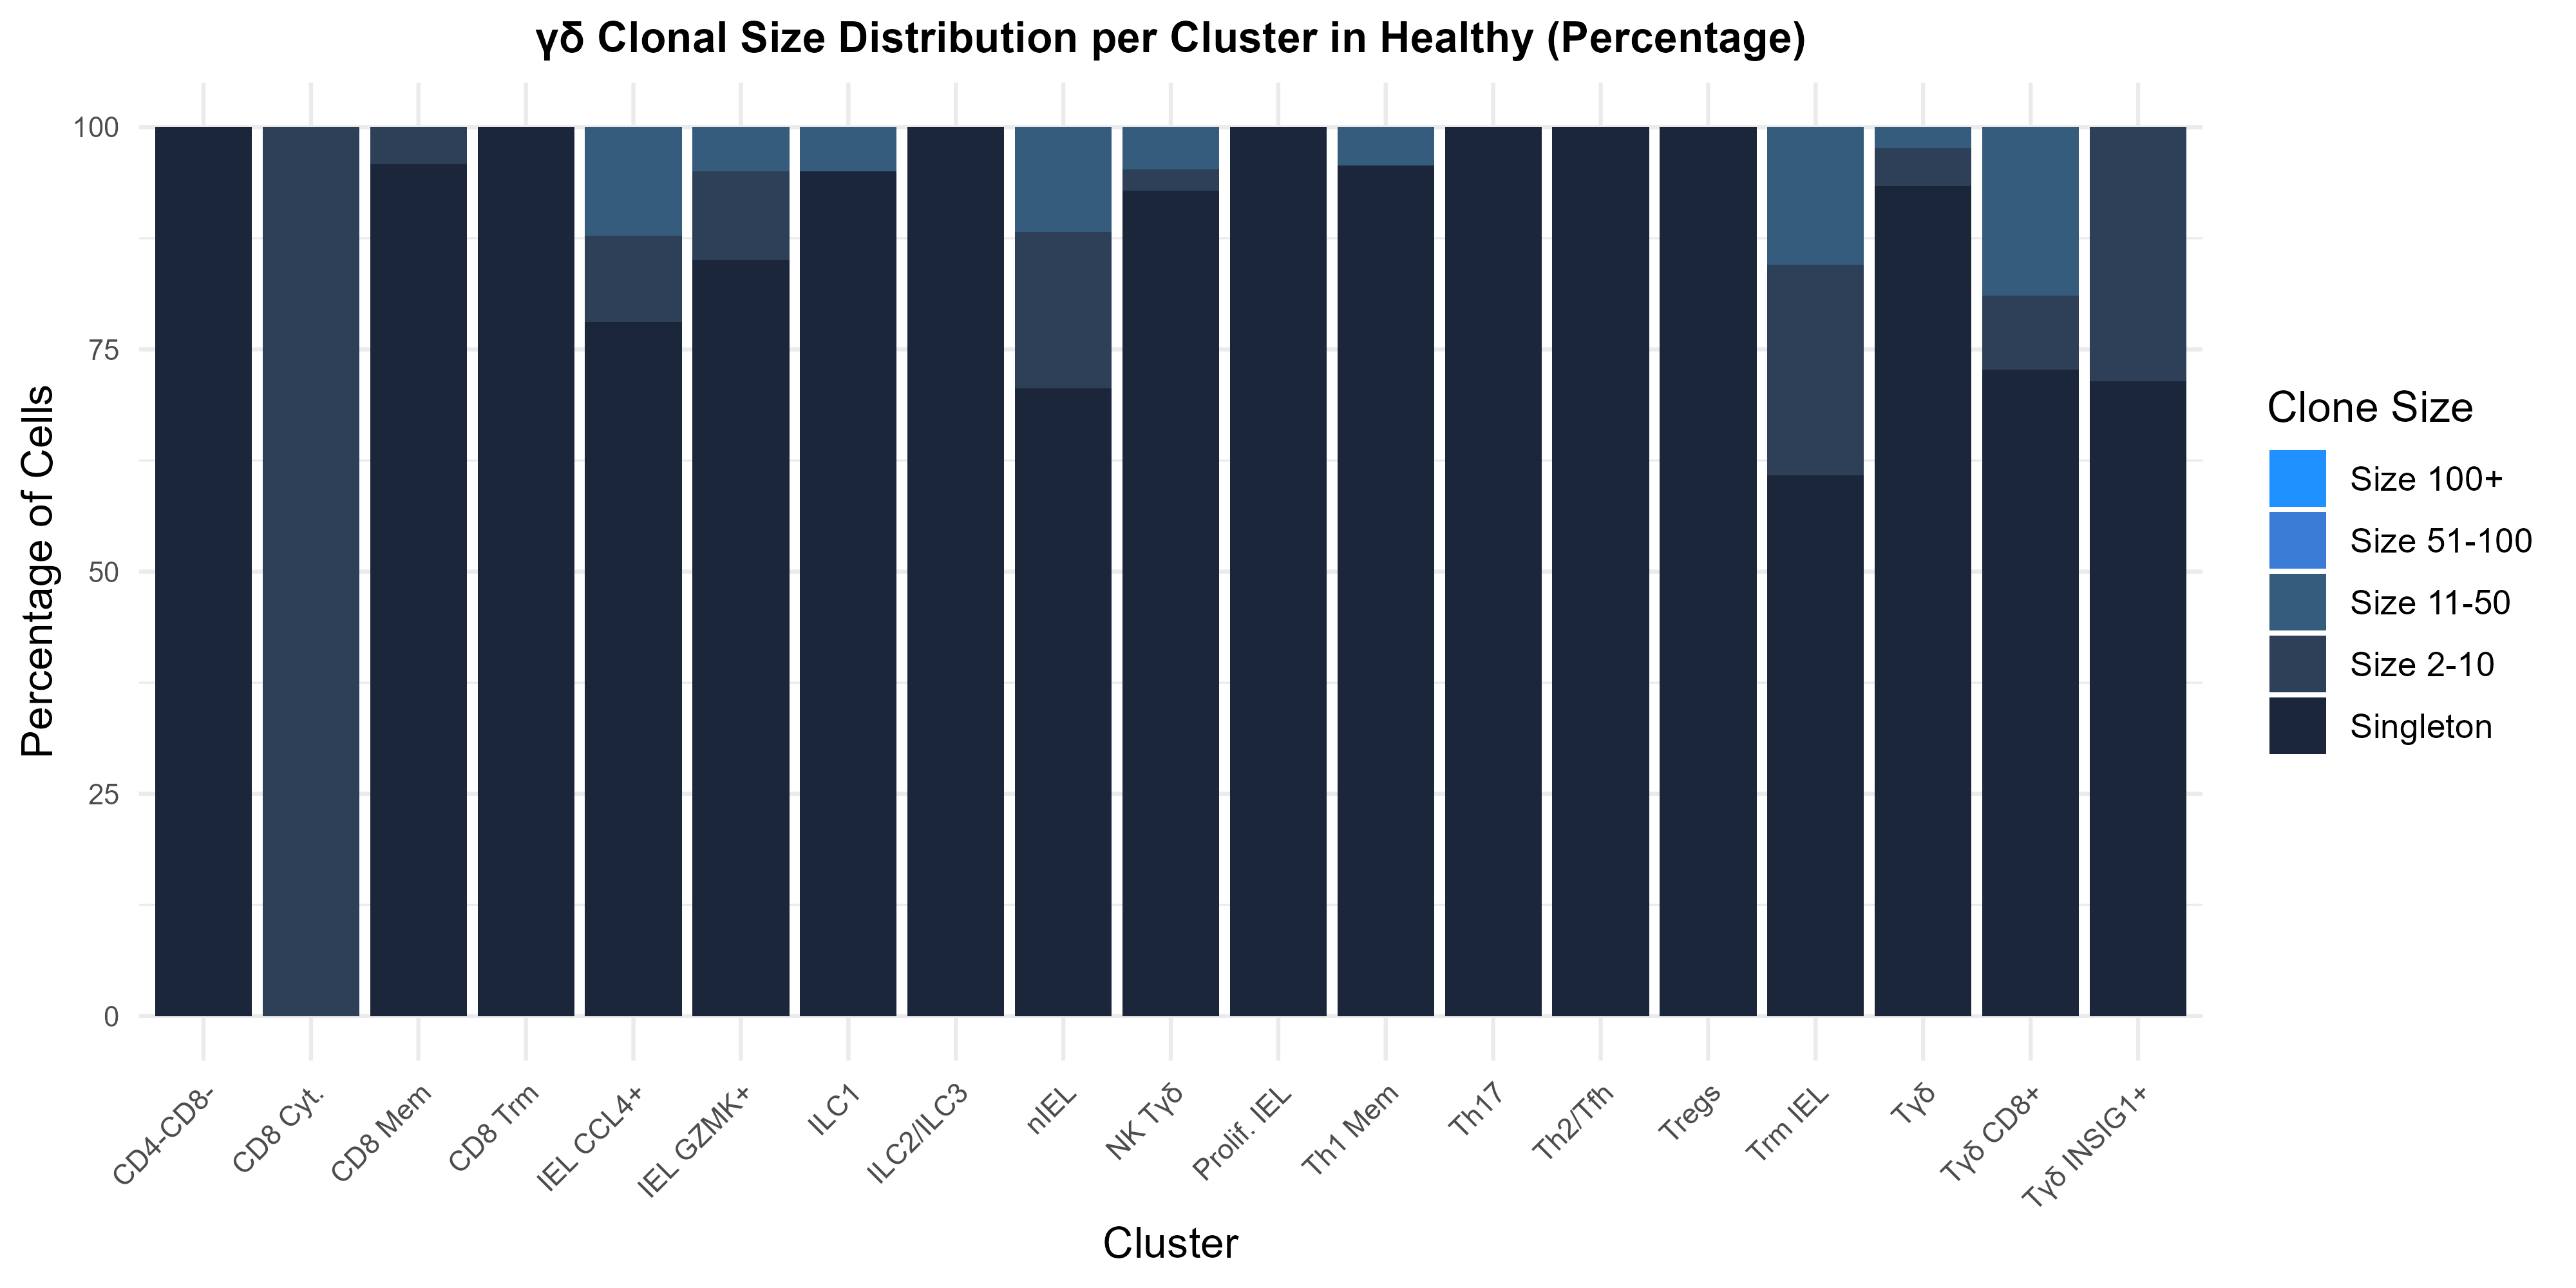 γδ Clonal Size Distribution per Cluster in Healthy (Percentage)
Percentage of Cells
100
75
50
25
0
CD4-CD8-
CD8 Cyt.
CD8 Mem
CD8 Trm
IEL CCL4+
IEL GZMK+
ILC1
ILC2/ILC3
nIEL
NK Tγδ
Prolif. IEL
Th1 Mem
Th17
Th2/Tfh
Tregs
Trm IEL
Tγδ
Tγδ CD8+
Tγδ INSIG1+
Cluster
Clone Size
Size 100+
Size 51-100
Size 11-50
Size 2-10
Singleton